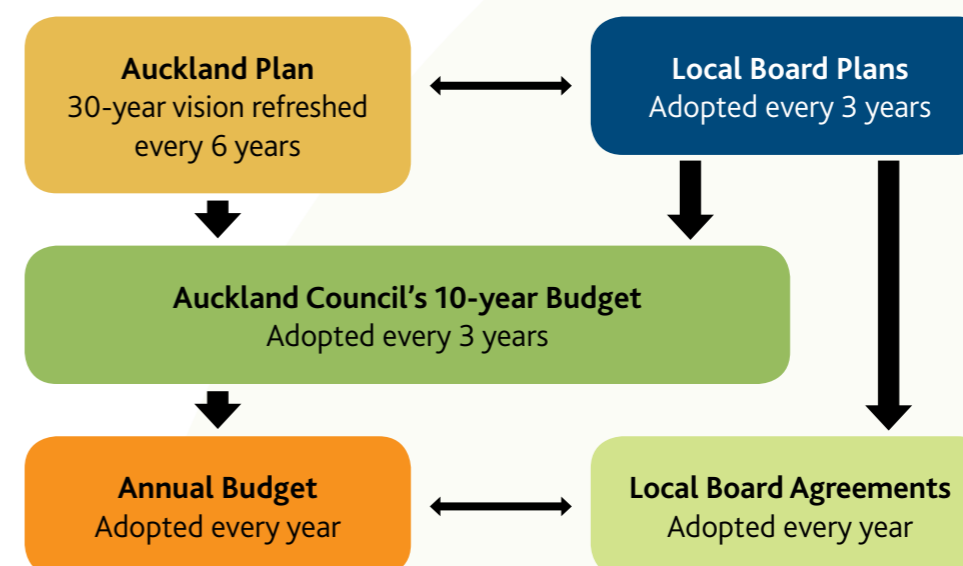 Auckland Plan
30-year vision refreshed
every 6 years
Local Board Plans
Adopted every 3 years
Auckland Council’s 10-year Budget
Adopted every 3 years
Annual Budget
Adopted every year
Local Board Agreements
Adopted every year